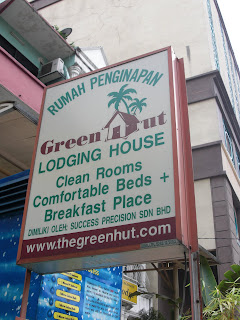 RUMAH PENGINAPAN
Green Hut
LODGING HOUSE
Clean Rooms
Comfortable Beds +
Breakfast Place
DIMILIKI OLEH: SUCCESS PRECISION SDN BHD
www.thegreenhut.com